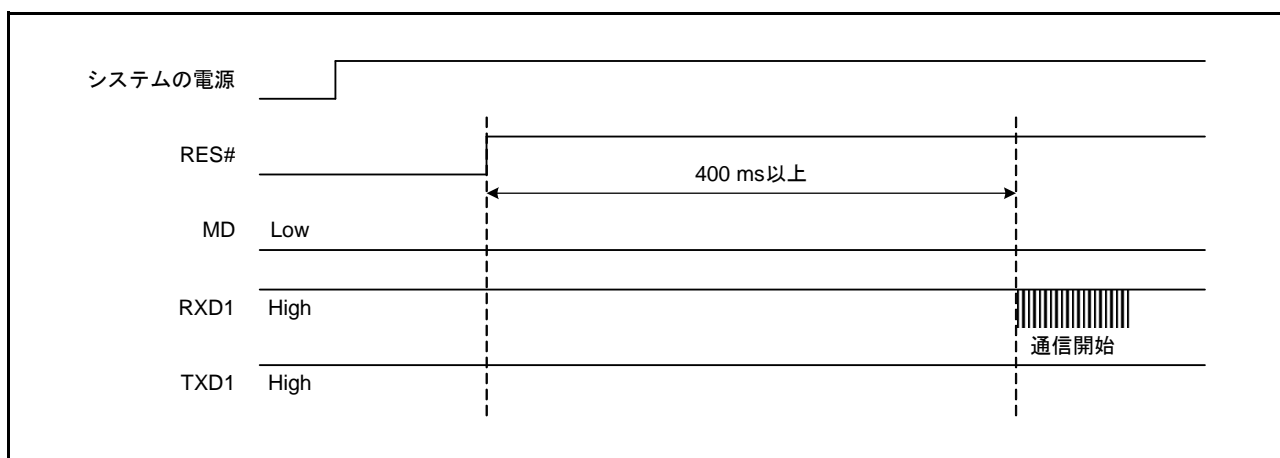 システムの電源
RES#
400 ms以上
MD Low
RXD1 High
通信開始
TXD1 High